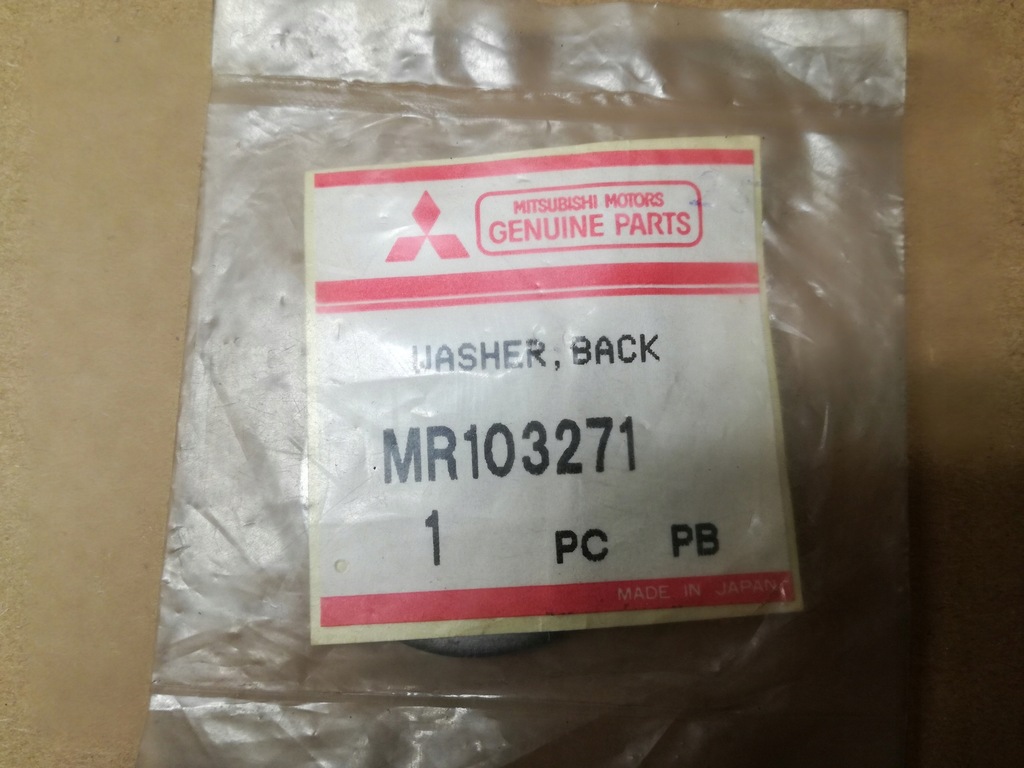 MITSUBISHI MOTORS
GENUINE PARTS
WASHER, BACK
MR103271
1 PC PB
MADE IN JAPAN